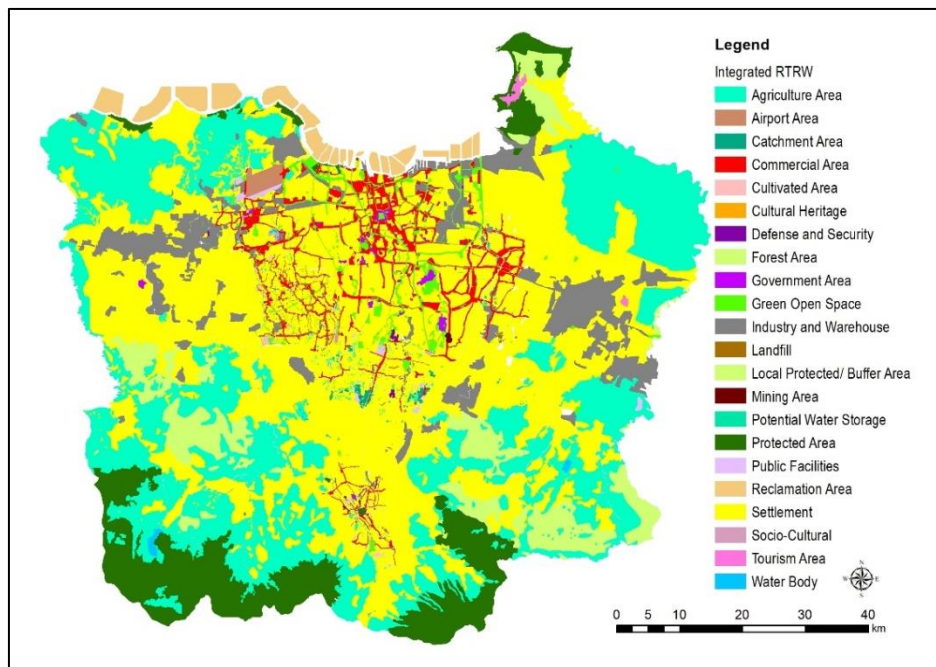 Legend
Integrated RTRW
Agriculture Area
Airport Area
Catchment Area
Commercial Area
Cultivated Area
Cultural Heritage
Defense and Security
Forest Area
Government Area
Green Open Space
Industry and Warehouse
Landfill
Local Protected/ Buffer Area
Mining Area
Potential Water Storage
Protected Area
Public Facilities
Reclamation Area
Settlement
Socio-Cultural
Tourism Area
Water Body
N
W E
S
0 5 10 20 30 40
km